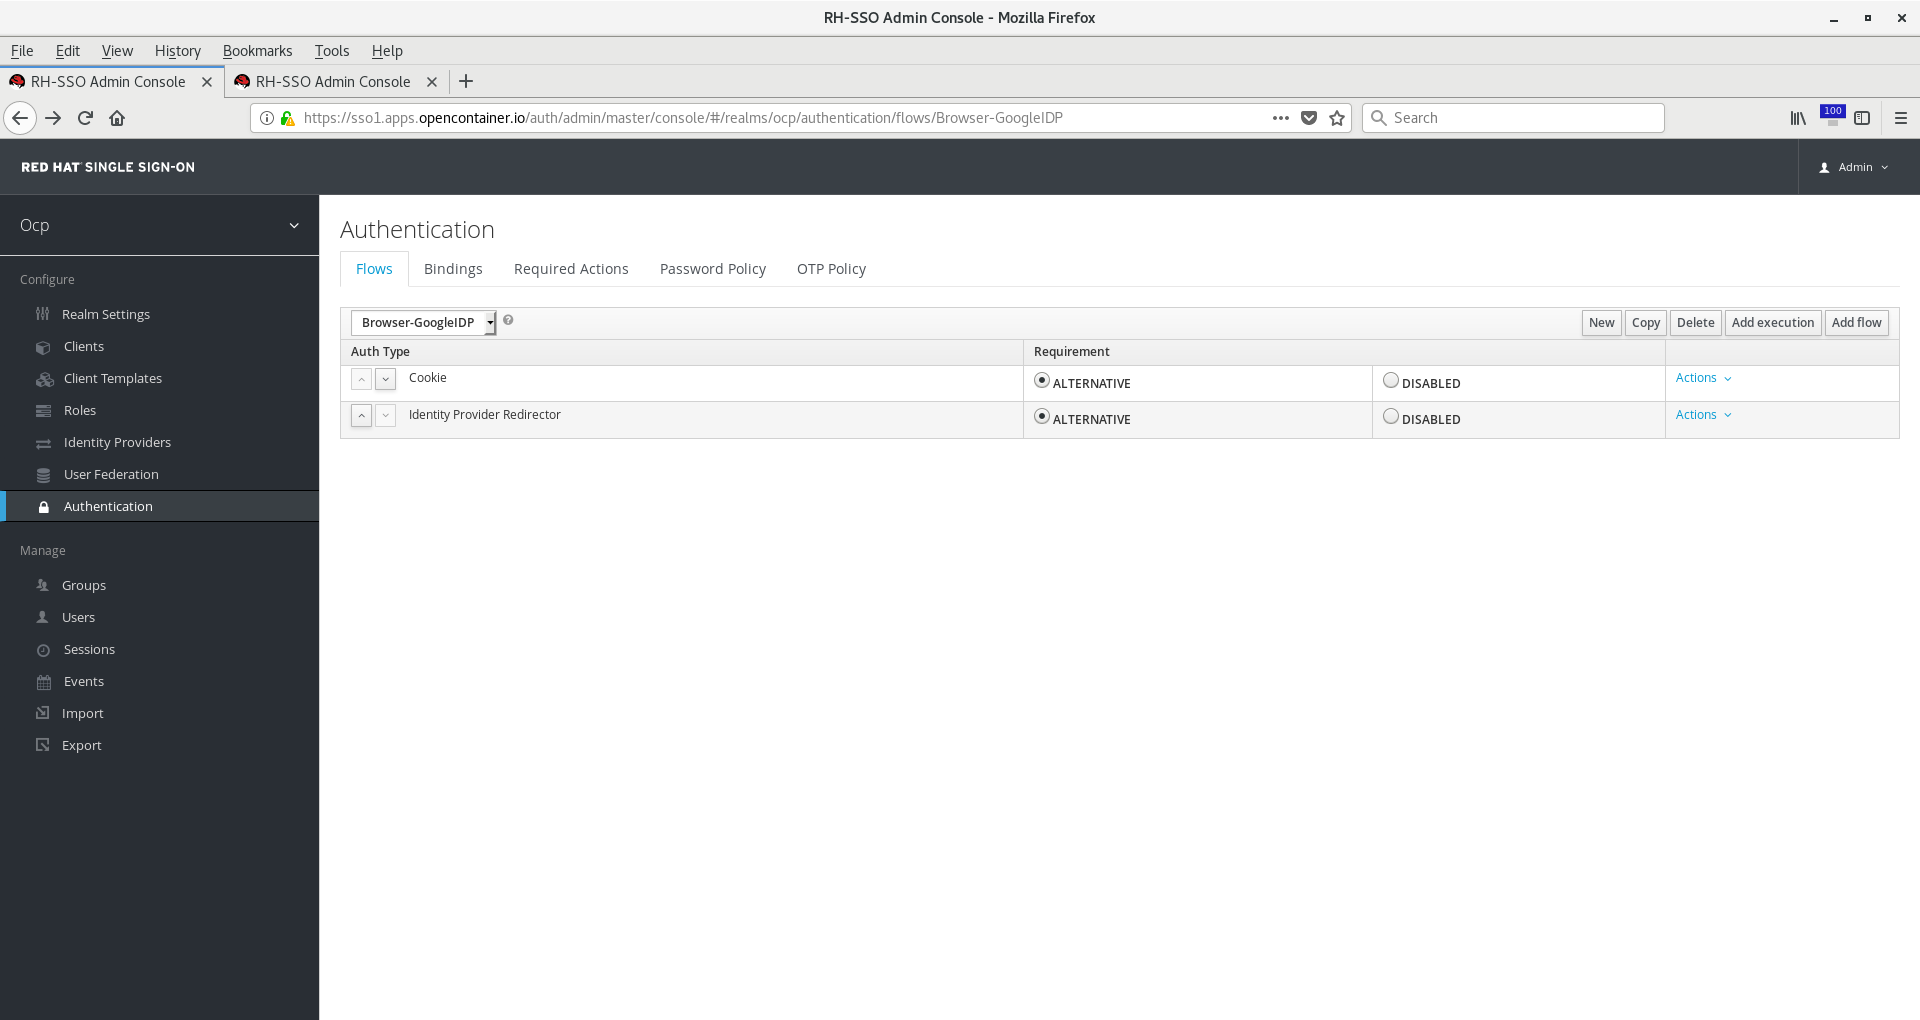 RH-SSO Admin Console - Mozilla Firefox
File Edit View History Bookmarks Tools Help
RH-SSO Admin Console RH-SSO Admin Console
https://sso1.apps.opencontainer.io/auth/admin/master/console/#/realms/ocp/authentication/flows/Browser-GoogleIDP Search 100
RED HAT SINGLE SIGN-ON Admin
Ocp
Configure
Realm Settings
Clients
Client Templates
Roles
Identity Providers
User Federation
Authentication
Manage
Groups
Users
Sessions
Events
Import
Export
Authentication
Flows Bindings Required Actions Password Policy OTP Policy
Browser-GoogleIDP ? New Copy Delete Add execution Add flow
Auth Type Requirement
Cookie ALTERNATIVE DISABLED Actions
Identity Provider Redirector ALTERNATIVE DISABLED Actions